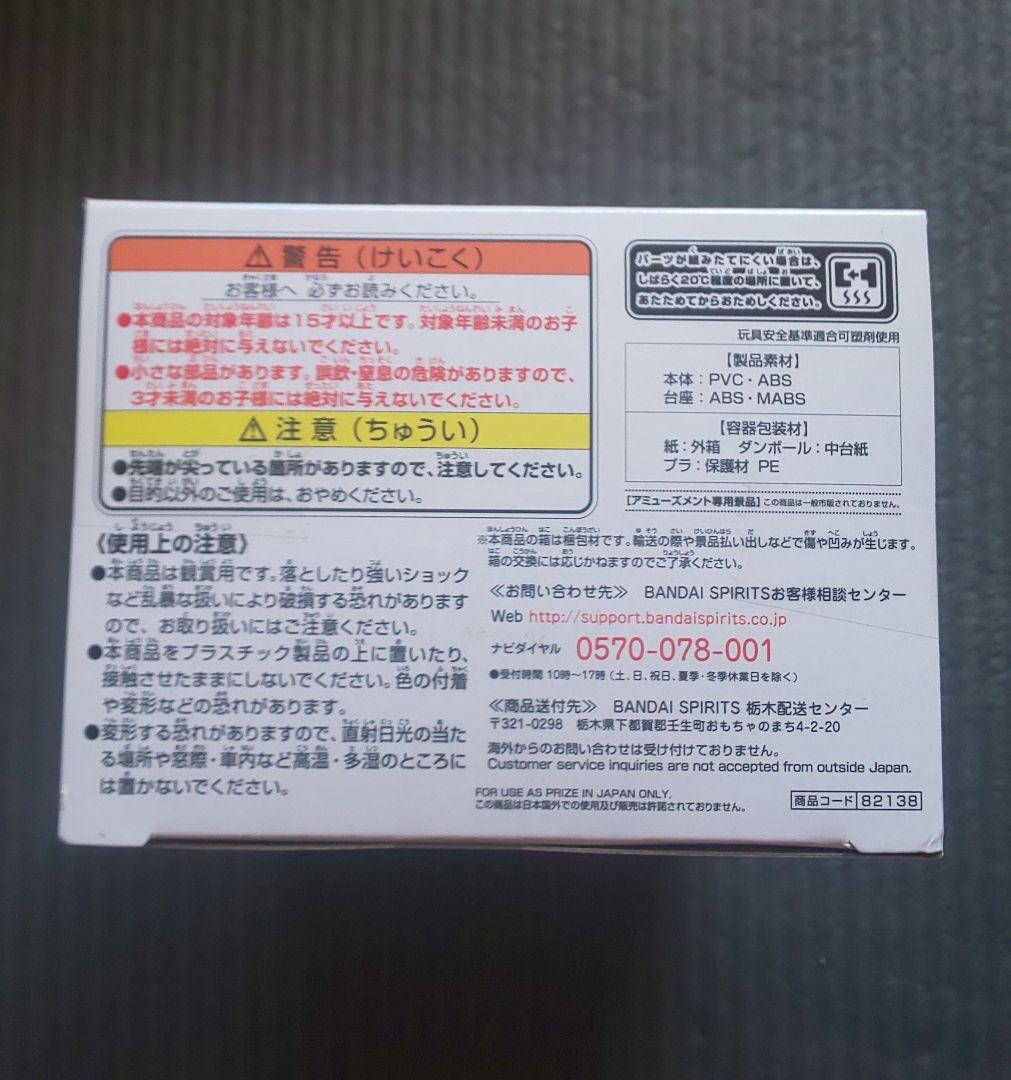 ⚠警告(けいこく)
お客様へ 必ずお読みください。
●本商品の対象年齢は15才以上です。対象年齢未満のお子
様には絶対に与えないでください。
●小さな部品があります。誤飲・窒息の危険がありますので、
3才未満のお子様には絶対に与えないでください。
⚠注意(ちゅうい)
●先端が尖っている箇所がありますので、注意してください。
●目的以外のご使用は、おやめください。
パーツが組みたてにくい場合は、
しばらく20℃程度の場所に置いて、
あたためてからおためしください。
玩具安全基準適合可塑剤使用
【製品素材】
本体:PVC・ABS
台座:ABS・MABS
【容器包装材】
紙:外箱 ダンボール:中台紙
プラ:保護材 PE
【アミューズメント専用景品】この商品は一般市販されておりません。
《使用上の注意》
●本商品は観賞用です。落としたり強いショック
など乱暴な扱いにより破損する恐れがあります
ので、お取り扱いにはご注意ください。
●本商品をプラスチック製品の上に置いたり、
接触させたままにしないでください。色の付着
や変形などの恐れがあります。
●変形する恐れがありますので、直射日光の当た
る場所や窓際・車内など高温・多湿のところに
は置かないでください。
※本商品の箱は梱包材です。輸送の際や景品払い出しなどで傷や凹みが生じます。
箱の交換には応じかねますのでご了承ください。
≪お問い合わせ先≫ BANDAI SPIRITSお客様相談センター
Web http://support.bandaispirits.co.jp
ナビダイヤル 0570-078-001
●受付時間 10時〜17時(土、日、祝日、夏季・冬季休業日を除く)
≪商品送付先≫ BANDAI SPIRITS 栃木配送センター
〒321-0298 栃木県下都賀郡壬生町おもちゃのまち4-2-20
海外からのお問い合わせは受け付けておりません。
Customer service inquiries are not accepted from outside Japan.
FOR USE AS PRIZE IN JAPAN ONLY.
この商品は日本国外での使用及び販売は許諾されておりません。
商品コード 82138